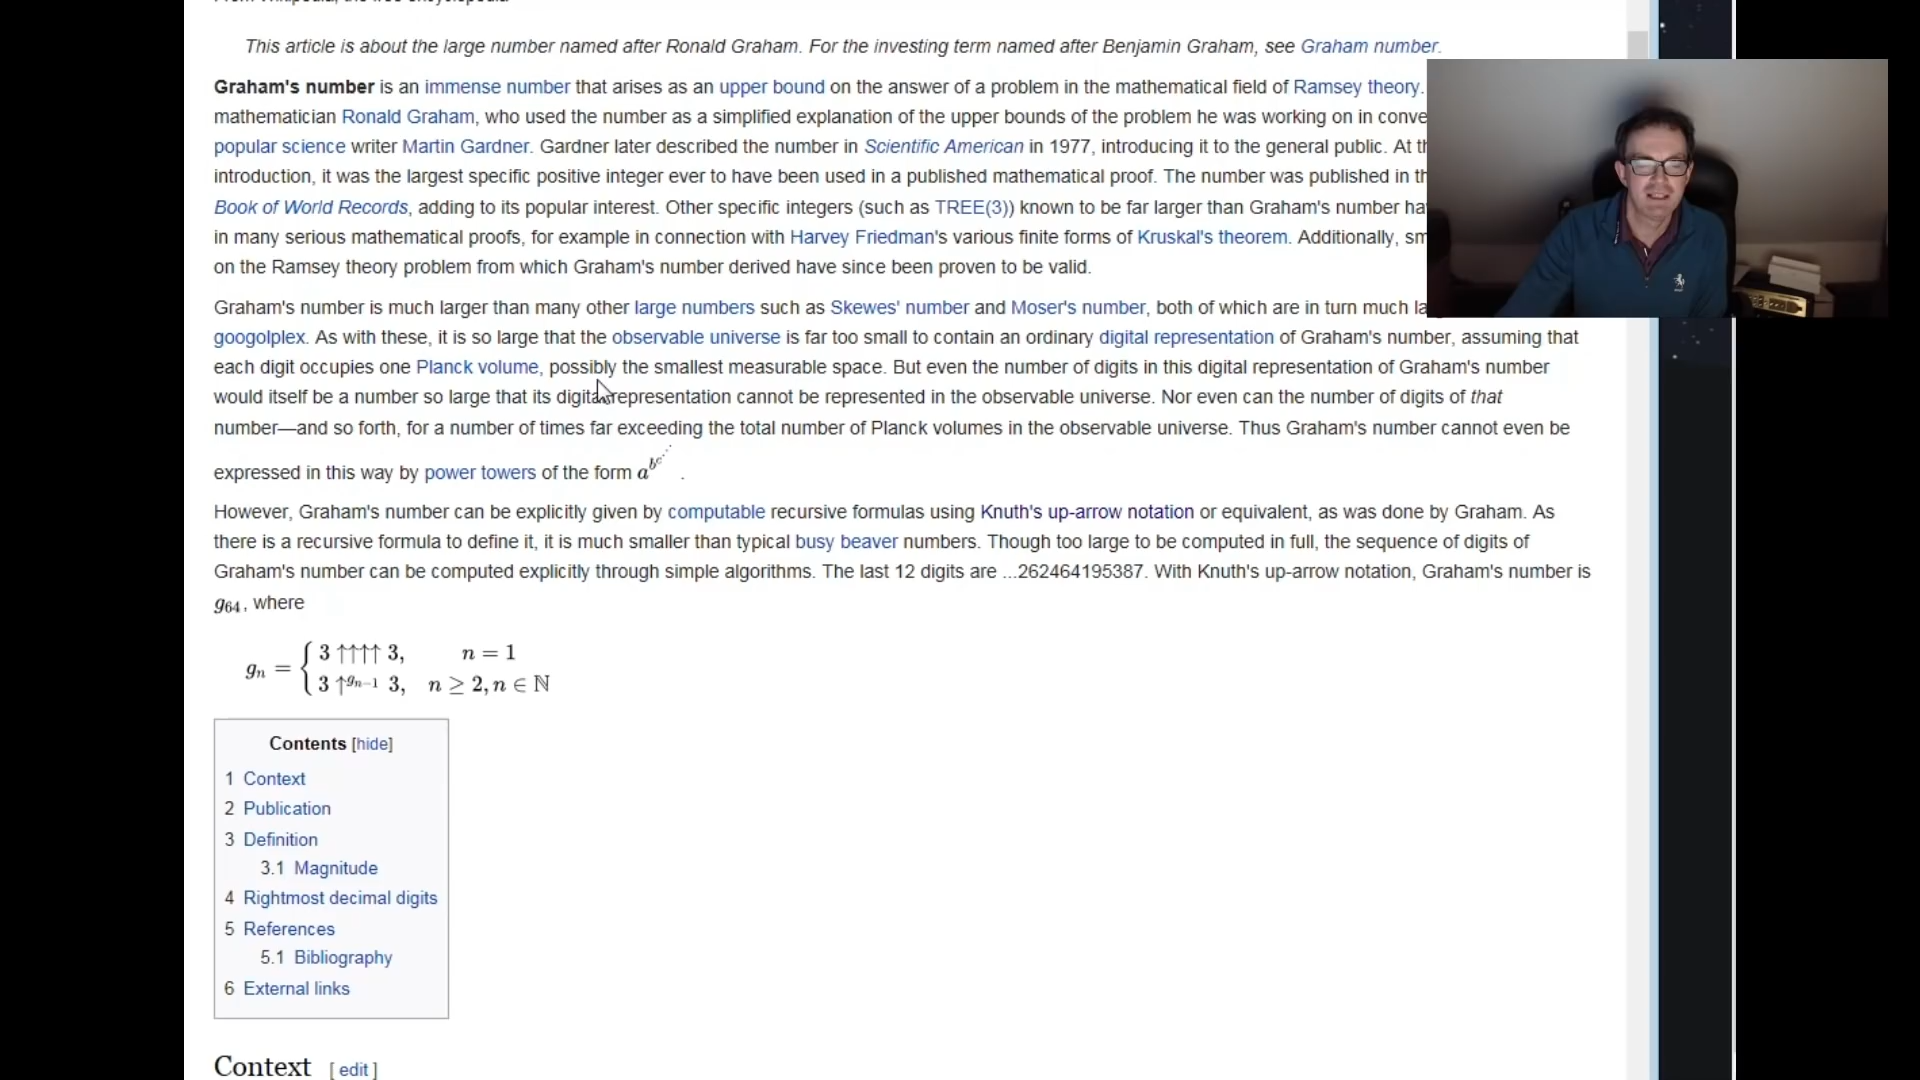 This article is about the large number named after Ronald Graham. For the investing term named after Benjamin Graham, see Graham number.
Graham's number is an immense number that arises as an upper bound on the answer of a problem in the mathematical field of Ramsey theory.
mathematician Ronald Graham, who used the number as a simplified explanation of the upper bounds of the problem he was working on in
popular science writer Martin Gardner. Gardner later described the number in Scientific American in 1977, introducing it to the general public. At
introduction, it was the largest specific positive integer ever to have been used in a published mathematical proof. The number was published in
Book of World Records, adding to its popular interest. Other specific integers (such as TREE(3)) known to be far larger than Graham's number
in many serious mathematical proofs, for example in connection with Harvey Friedman's various finite forms of Kruskal's theorem. Additionally,
on the Ramsey theory problem from which Graham's number derived have since been proven to be valid.
Graham's number is much larger than many other large numbers such as Skewes' number and Moser's number, both of which are in turn much
googolplex. As with these, it is so large that the observable universe is far too small to contain an ordinary digital representation of Graham's number, assuming that
each digit occupies one Planck volume, possibly the smallest measurable space. But even the number of digits in this digital representation of Graham's number
would itself be a number so large that its digital representation cannot be represented in the observable universe. Nor even can the number of digits of that
number—and so forth, for a number of times far exceeding the total number of Planck volumes in the observable universe. Thus Graham's number cannot even be
expressed in this way by power towers of the form a^b^c^⋰ .
However, Graham's number can be explicitly given by computable recursive formulas using Knuth's up-arrow notation or equivalent, as was done by Graham. As
there is a recursive formula to define it, it is much smaller than typical busy beaver numbers. Though too large to be computed in full, the sequence of digits of
Graham's number can be computed explicitly through simple algorithms. The last 12 digits are ...262464195387. With Knuth's up-arrow notation, Graham's number is
g₆₄, where
gₙ = { 3 ↑↑↑↑ 3, n = 1
3 ↑^gₙ₋₁ 3, n ≥ 2, n ∈ ℕ
Contents [hide]
1 Context
2 Publication
3 Definition
3.1 Magnitude
4 Rightmost decimal digits
5 References
5.1 Bibliography
6 External links
Context [ edit ]